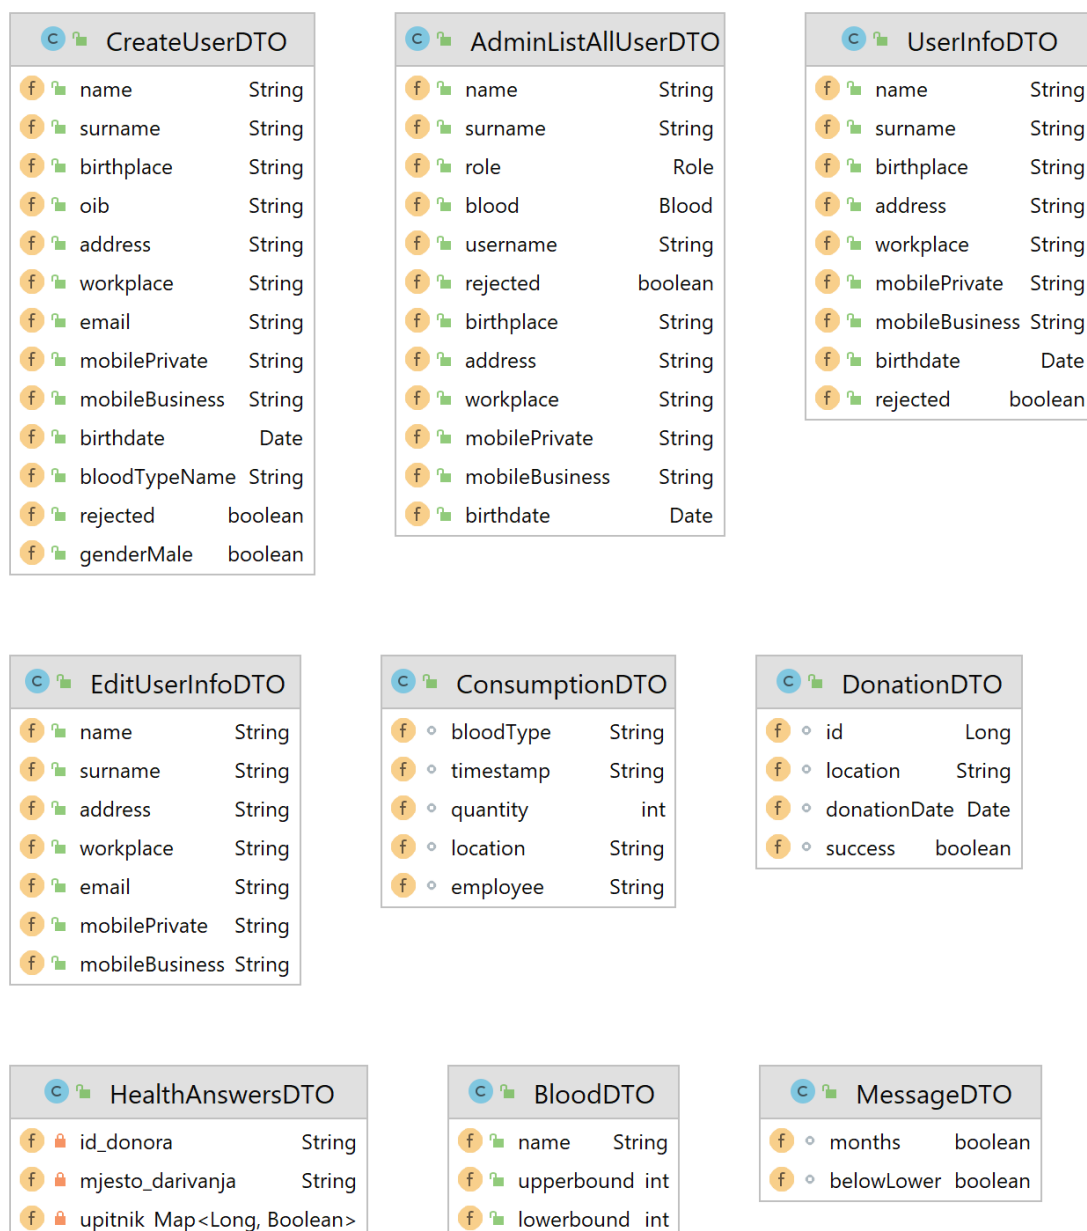 CreateUserDTO
name String
surname String
birthplace String
oib String
address String
workplace String
email String
mobilePrivate String
mobileBusiness String
birthdate Date
bloodTypeName String
rejected boolean
genderMale boolean
AdminListAllUserDTO
name String
surname String
role Role
blood Blood
username String
rejected boolean
birthplace String
address String
workplace String
mobilePrivate String
mobileBusiness String
birthdate Date
UserInfoDTO
name String
surname String
birthplace String
address String
workplace String
mobilePrivate String
mobileBusiness String
birthdate Date
rejected boolean
EditUserInfoDTO
name String
surname String
address String
workplace String
email String
mobilePrivate String
mobileBusiness String
ConsumptionDTO
bloodType String
timestamp String
quantity int
location String
employee String
DonationDTO
id Long
location String
donationDate Date
success boolean
HealthAnswersDTO
id_donora String
mjesto_darivanja String
upitnik Map<Long, Boolean>
BloodDTO
name String
upperbound int
lowerbound int
MessageDTO
months boolean
belowLower boolean